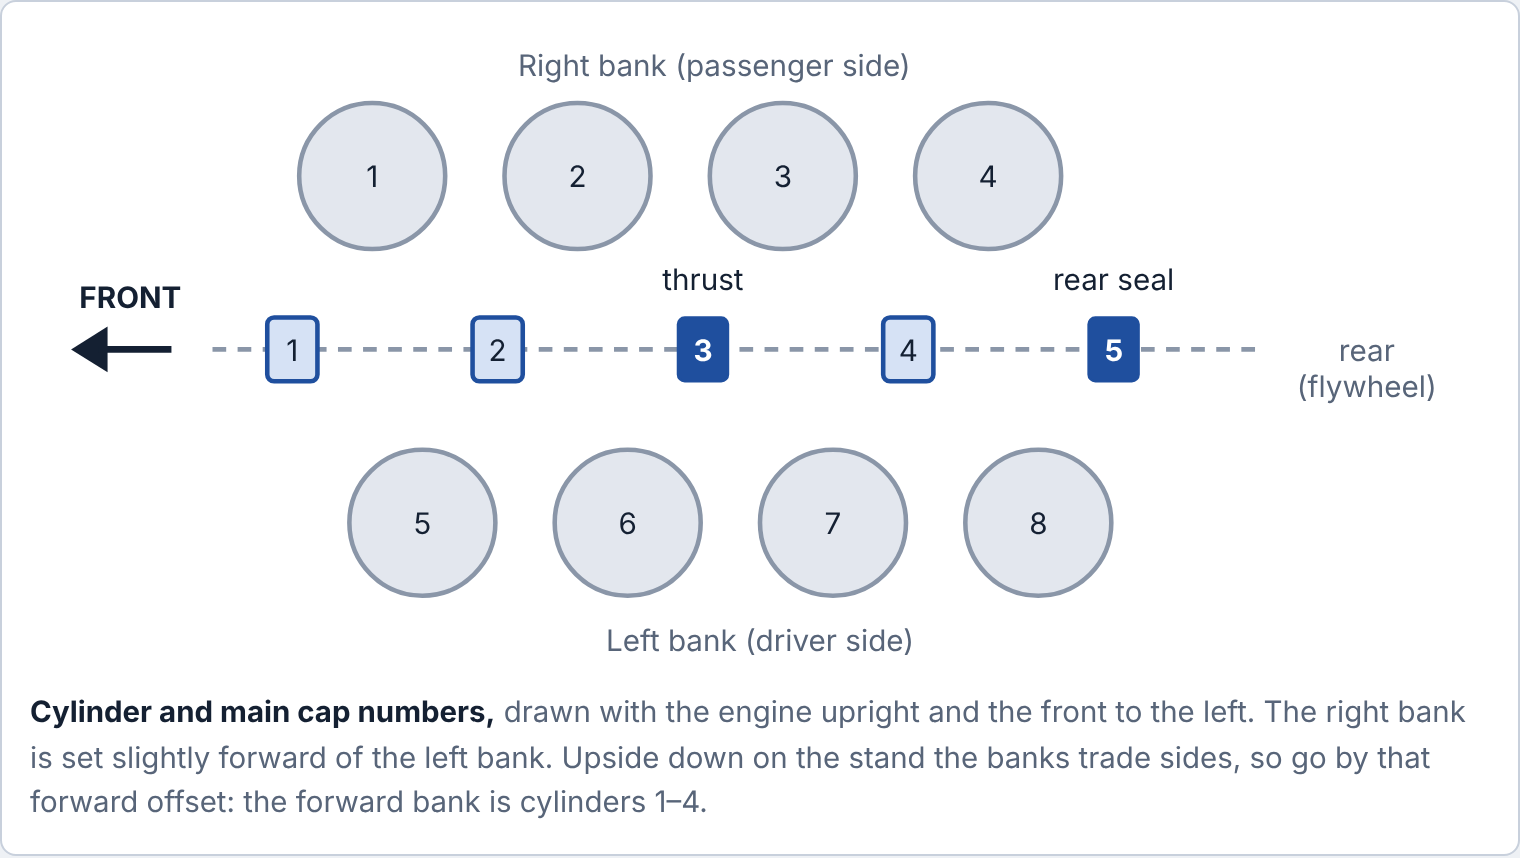 Right bank (passenger side)
1 2 3 4
thrust rear seal
FRONT
1 2 3 4 5
rear
(flywheel)
5 6 7 8
Left bank (driver side)
Cylinder and main cap numbers, drawn with the engine upright and the front to the left. The right bank
is set slightly forward of the left bank. Upside down on the stand the banks trade sides, so go by that
forward offset: the forward bank is cylinders 1–4.